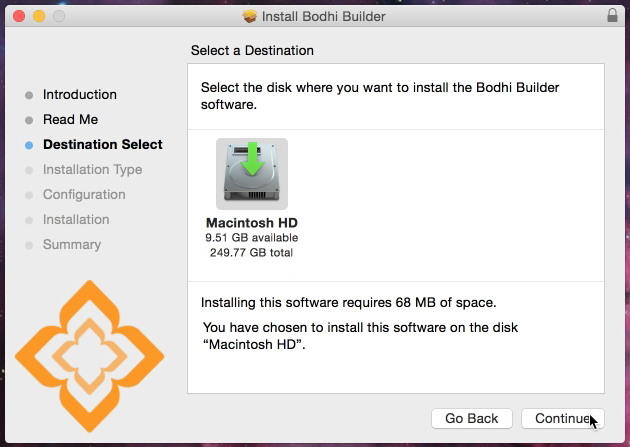 Install Bodhi Builder
Select a Destination
Introduction
Read Me
Destination Select
Installation Type
Configuration
Installation
Summary
Select the disk where you want to install the Bodhi Builder
software.
Macintosh HD
9.51 GB available
249.77 GB total
Installing this software requires 68 MB of space.
You have chosen to install this software on the disk
“Macintosh HD”.
Go Back
Continue